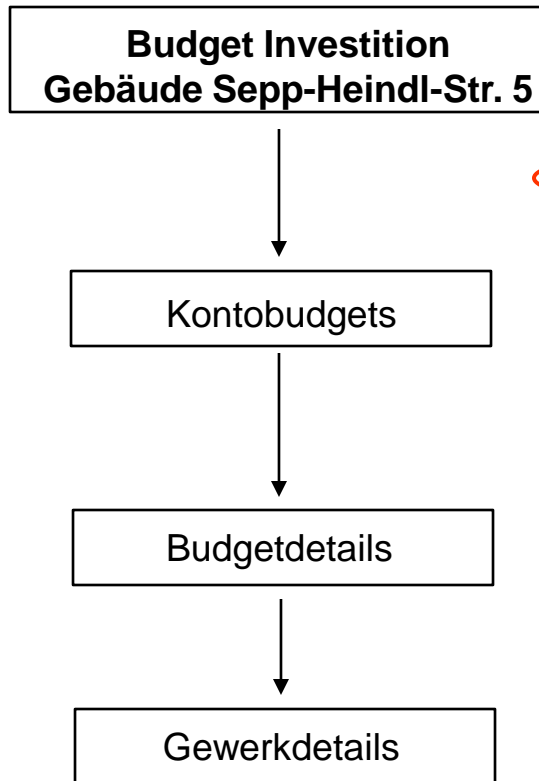 Budget Investition
Gebäude Sepp-Heindl-Str. 5
Kontobudgets
Budgetdetails
Gewerkdetails